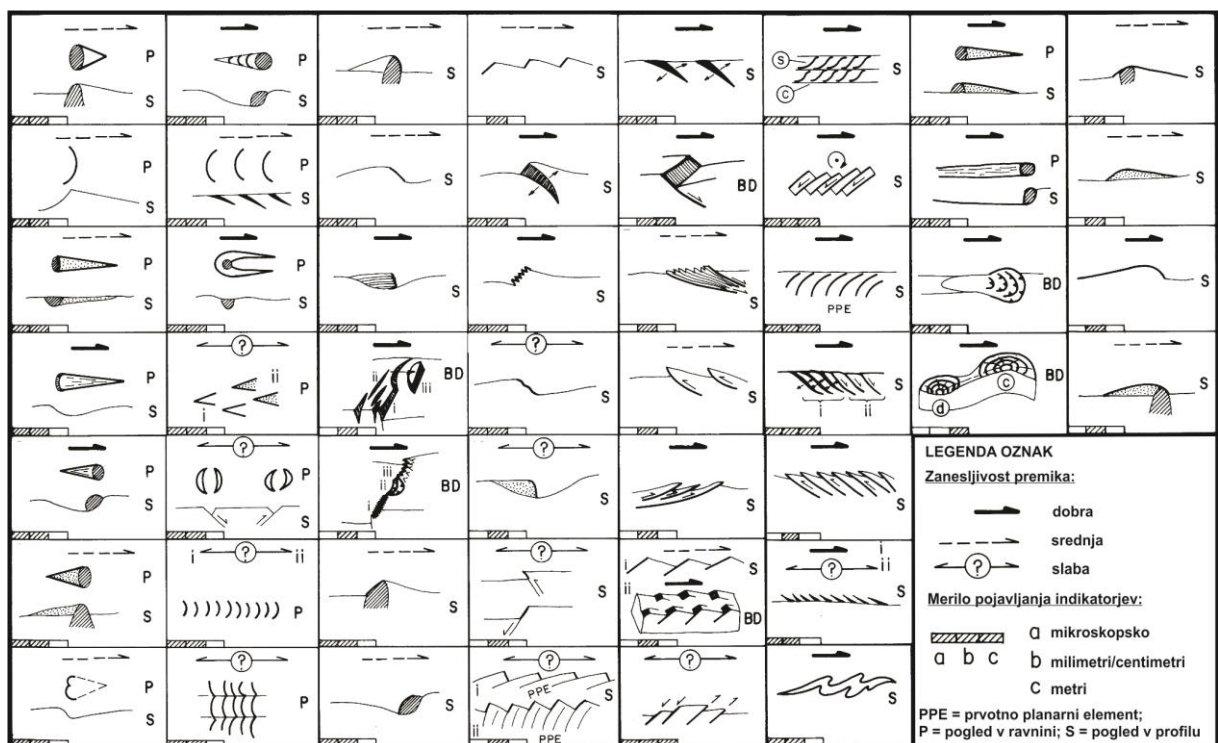 P
S
P
S
S
S
S
S
C
S
P
S
S
P
S
P
S
S
S
BD
S
P
S
S
P
S
P
S
S
S
S
S
PPE
BD
S
P
S
?
ii
P
i
ii
iii
BD
i
?
S
S
S
i ii
c
BD
d
S
P
S
?
P
S
iii
ii
BD
i
?
S
S
S
P
S
i ? ii
P
S
?
S
i S
ii
BD
i
? ii
S
P
S
?
P
S
?
i
PPE
S
ii
PPE
?
S
S
LEGENDA OZNAK
Zanesljivost premika:
dobra
srednja
? slaba
Merilo pojavljanja indikatorjev:
a mikroskopsko
a b c
b milimetri/centimetri
c metri
PPE = prvotno planarni element;
P = pogled v ravnini; S = pogled v profilu